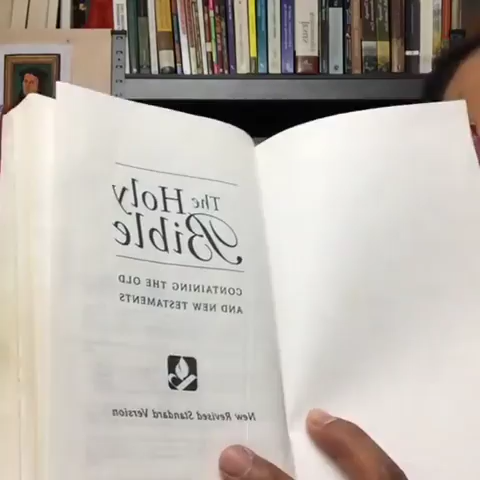 The Holy
Bible
CONTAINING THE OLD
AND NEW TESTAMENTS
New Revised Standard Version